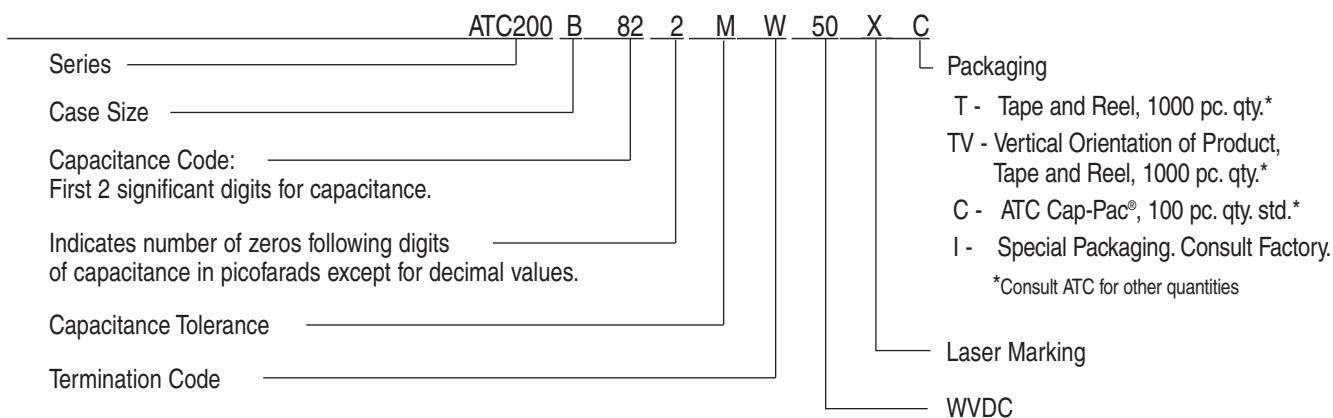 ATC200 B 82 2 M W 50 X C
Series
Case Size
Capacitance Code:
First 2 significant digits for capacitance.
Indicates number of zeros following digits
of capacitance in picofarads except for decimal values.
Capacitance Tolerance
Termination Code
Packaging
T - Tape and Reel, 1000 pc. qty.*
TV - Vertical Orientation of Product,
Tape and Reel, 1000 pc. qty.*
C - ATC Cap-Pac®, 100 pc. qty. std.*
I - Special Packaging. Consult Factory.
*Consult ATC for other quantities
Laser Marking
WVDC